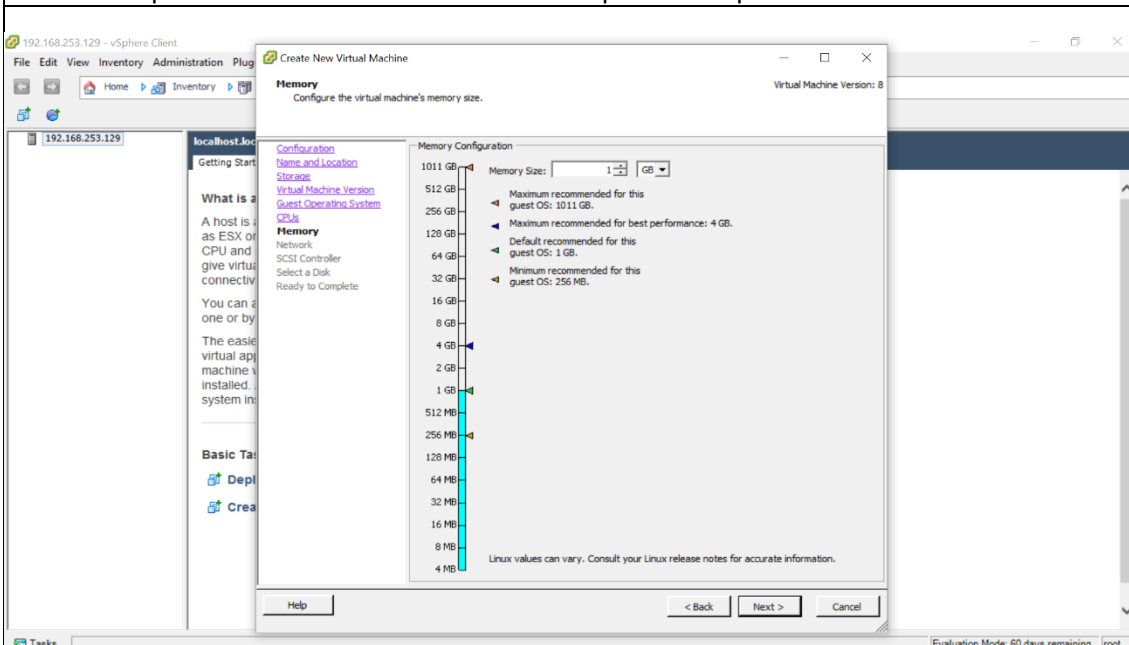 192.168.253.129 - vSphere Client
File Edit View Inventory Administration Plug
Home Inventory
192.168.253.129
localhost.loc
Getting Start
What is a
A host is a
as ESX or
CPU and
give virtua
connectiv
You can a
one or by
The easie
virtual app
machine v
installed.
system in
Basic Ta
Depl
Crea
Create New Virtual Machine
Memory
Configure the virtual machine's memory size.
Virtual Machine Version: 8
Configuration
Name and Location
Storage
Virtual Machine Version
Guest Operating System
CPUs
Memory
Network
SCSI Controller
Select a Disk
Ready to Complete
Memory Configuration
1011 GB
512 GB
256 GB
128 GB
64 GB
32 GB
16 GB
8 GB
4 GB
2 GB
1 GB
512 MB
256 MB
128 MB
64 MB
32 MB
16 MB
8 MB
4 MB
Memory Size: 1 GB
Maximum recommended for this
guest OS: 1011 GB.
Maximum recommended for best performance: 4 GB.
Default recommended for this
guest OS: 1 GB.
Minimum recommended for this
guest OS: 256 MB.
Linux values can vary. Consult your Linux release notes for accurate information.
Help
< Back
Next >
Cancel
Tasks
Evaluation Mode: 60 days remaining root